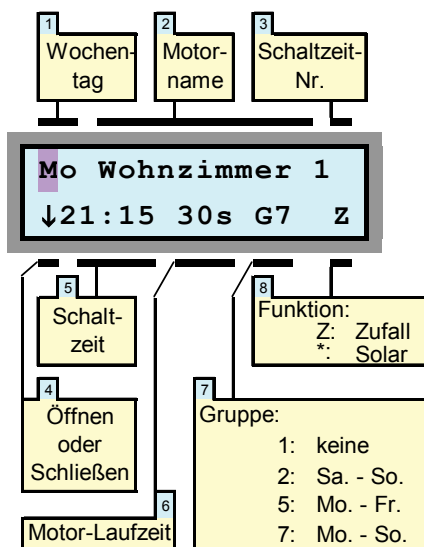 1
Wochen-
tag
2
Motor-
name
3
Schaltzeit-
Nr.
Mo Wohnzimmer 1
↓21:15 30s G7 Z
5
Schalt-
zeit
4
Öffnen
oder
Schließen
6
Motor-Laufzeit
8
Funktion:
Z: Zufall
*: Solar
7
Gruppe:
1: keine
2: Sa. - So.
5: Mo. - Fr.
7: Mo. - So.